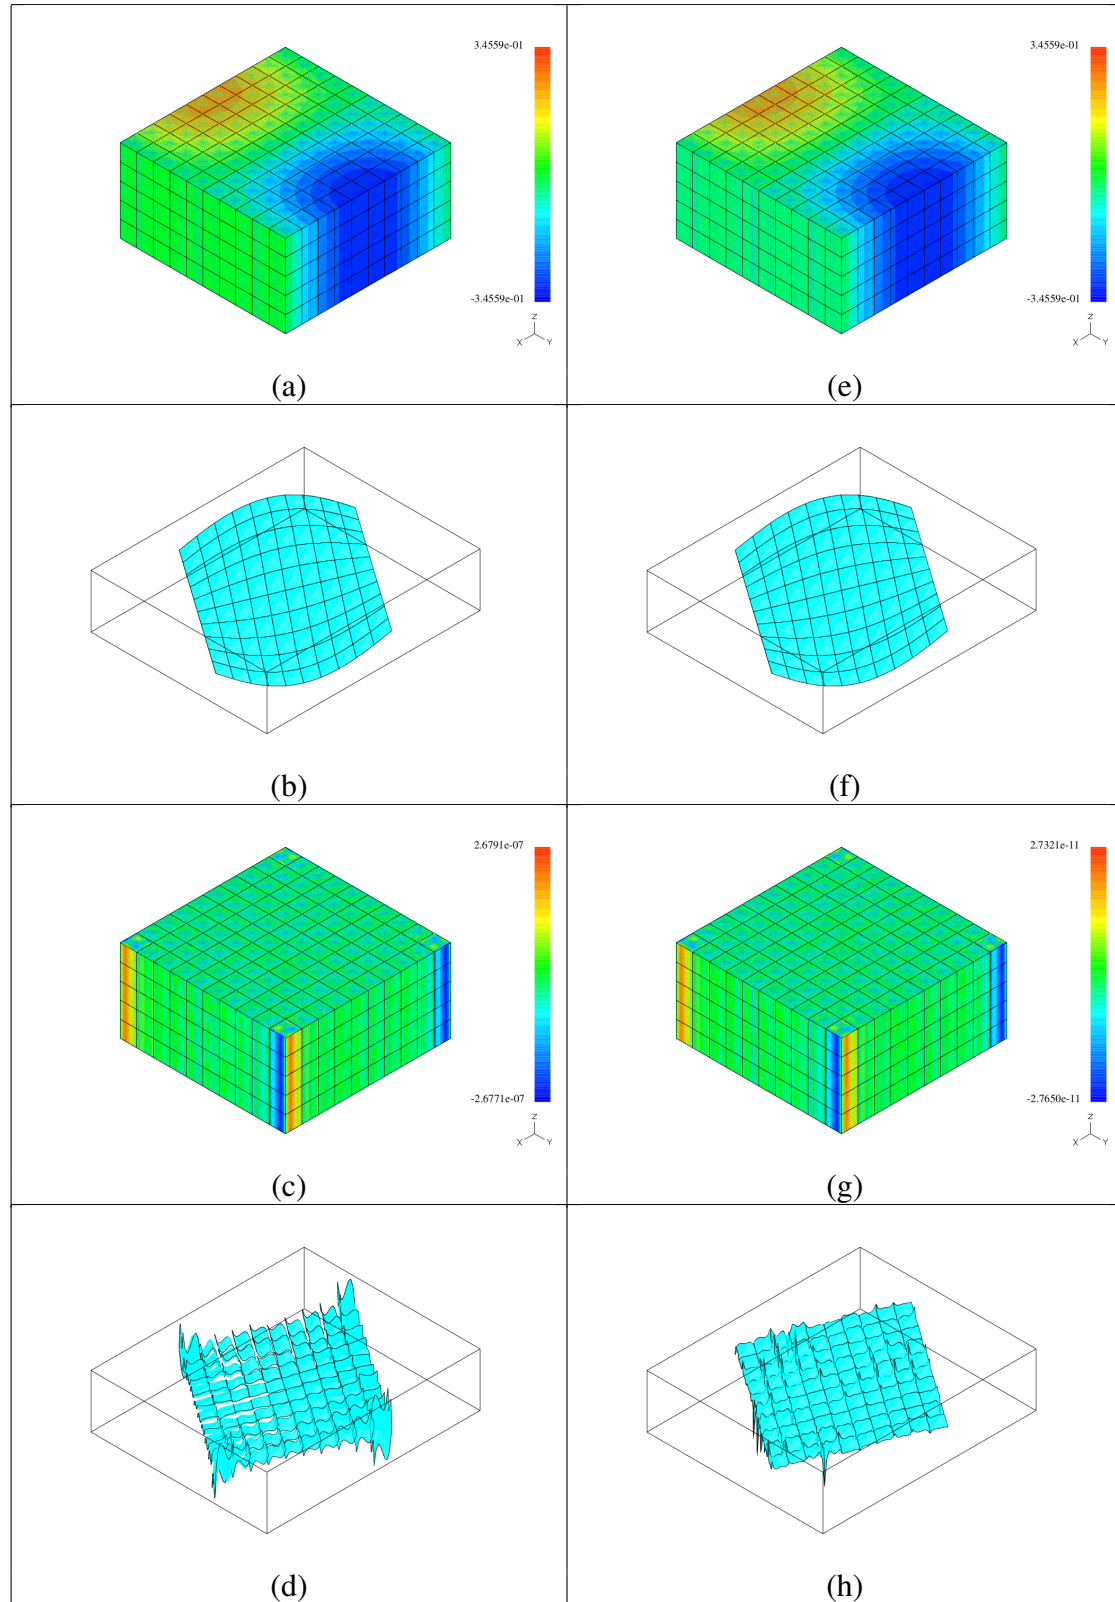 3.4559e-01
-3.4559e-01
Z
X Y
(a)
3.4559e-01
-3.4559e-01
Z
X Y
(e)
(b)
(f)
2.6791e-07
-2.6771e-07
Z
X Y
(c)
2.7321e-11
-2.7650e-11
Z
X Y
(g)
(d)
(h)